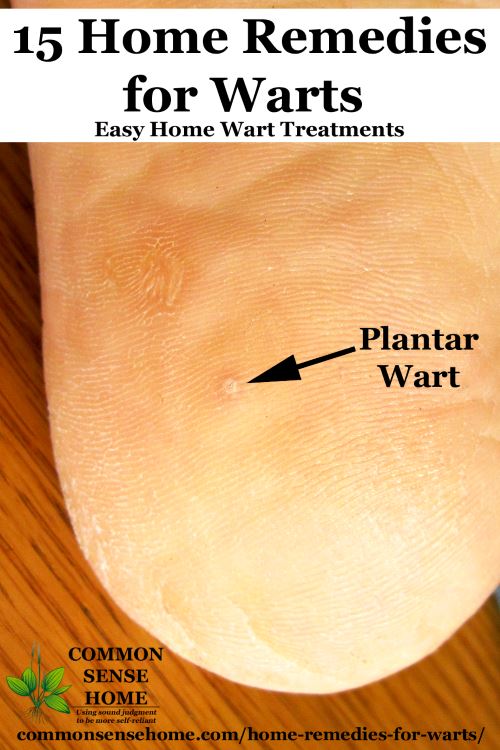 15 Home Remedies
for Warts
Easy Home Wart Treatments
Plantar
Wart
COMMON
SENSE
HOME
Using sound judgment
to be more self-reliant
commonsensehome.com/home-remedies-for-warts/